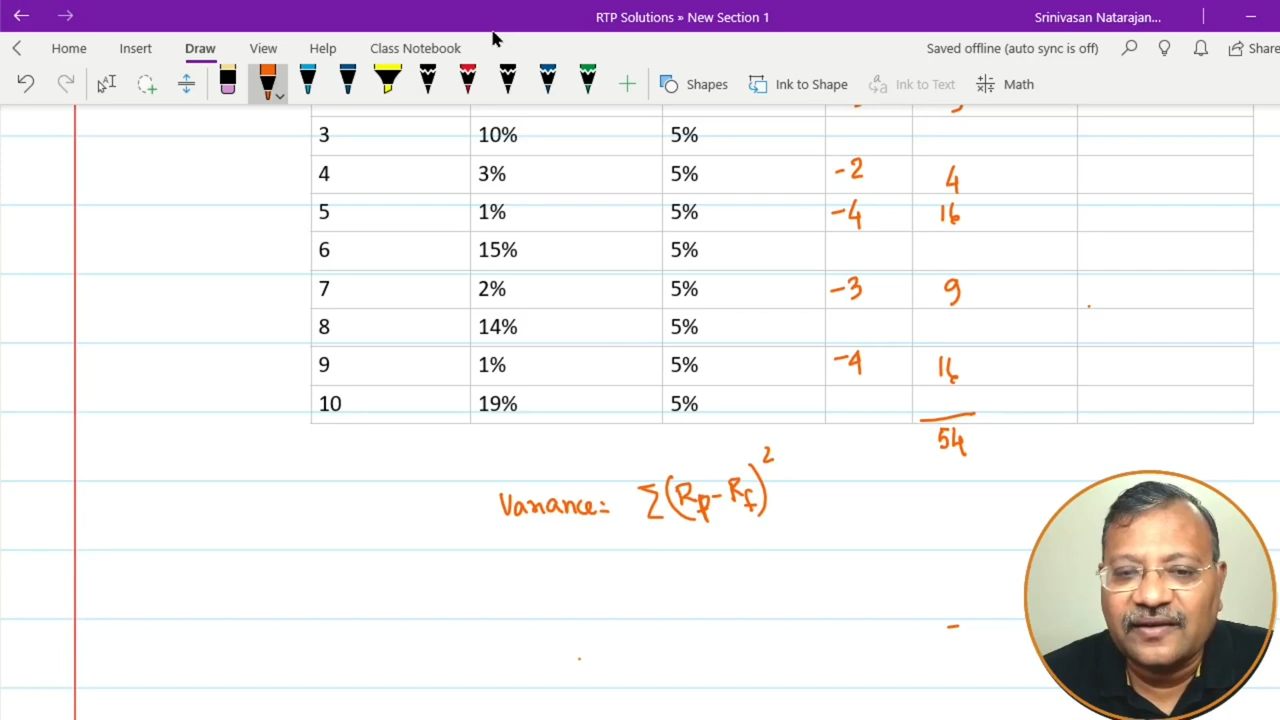 RTP Solutions » New Section 1 Srinivasan Natarajan...
Home Insert Draw View Help Class Notebook Saved offline (auto sync is off) Share
Shapes Ink to Shape Ink to Text Math
3 10% 5%
4 3% 5% -2 4
5 1% 5% -4 16
6 15% 5%
7 2% 5% -3 9
8 14% 5%
9 1% 5% -4 16
10 19% 5%
54
Variance= Σ(Rp-Rf)²